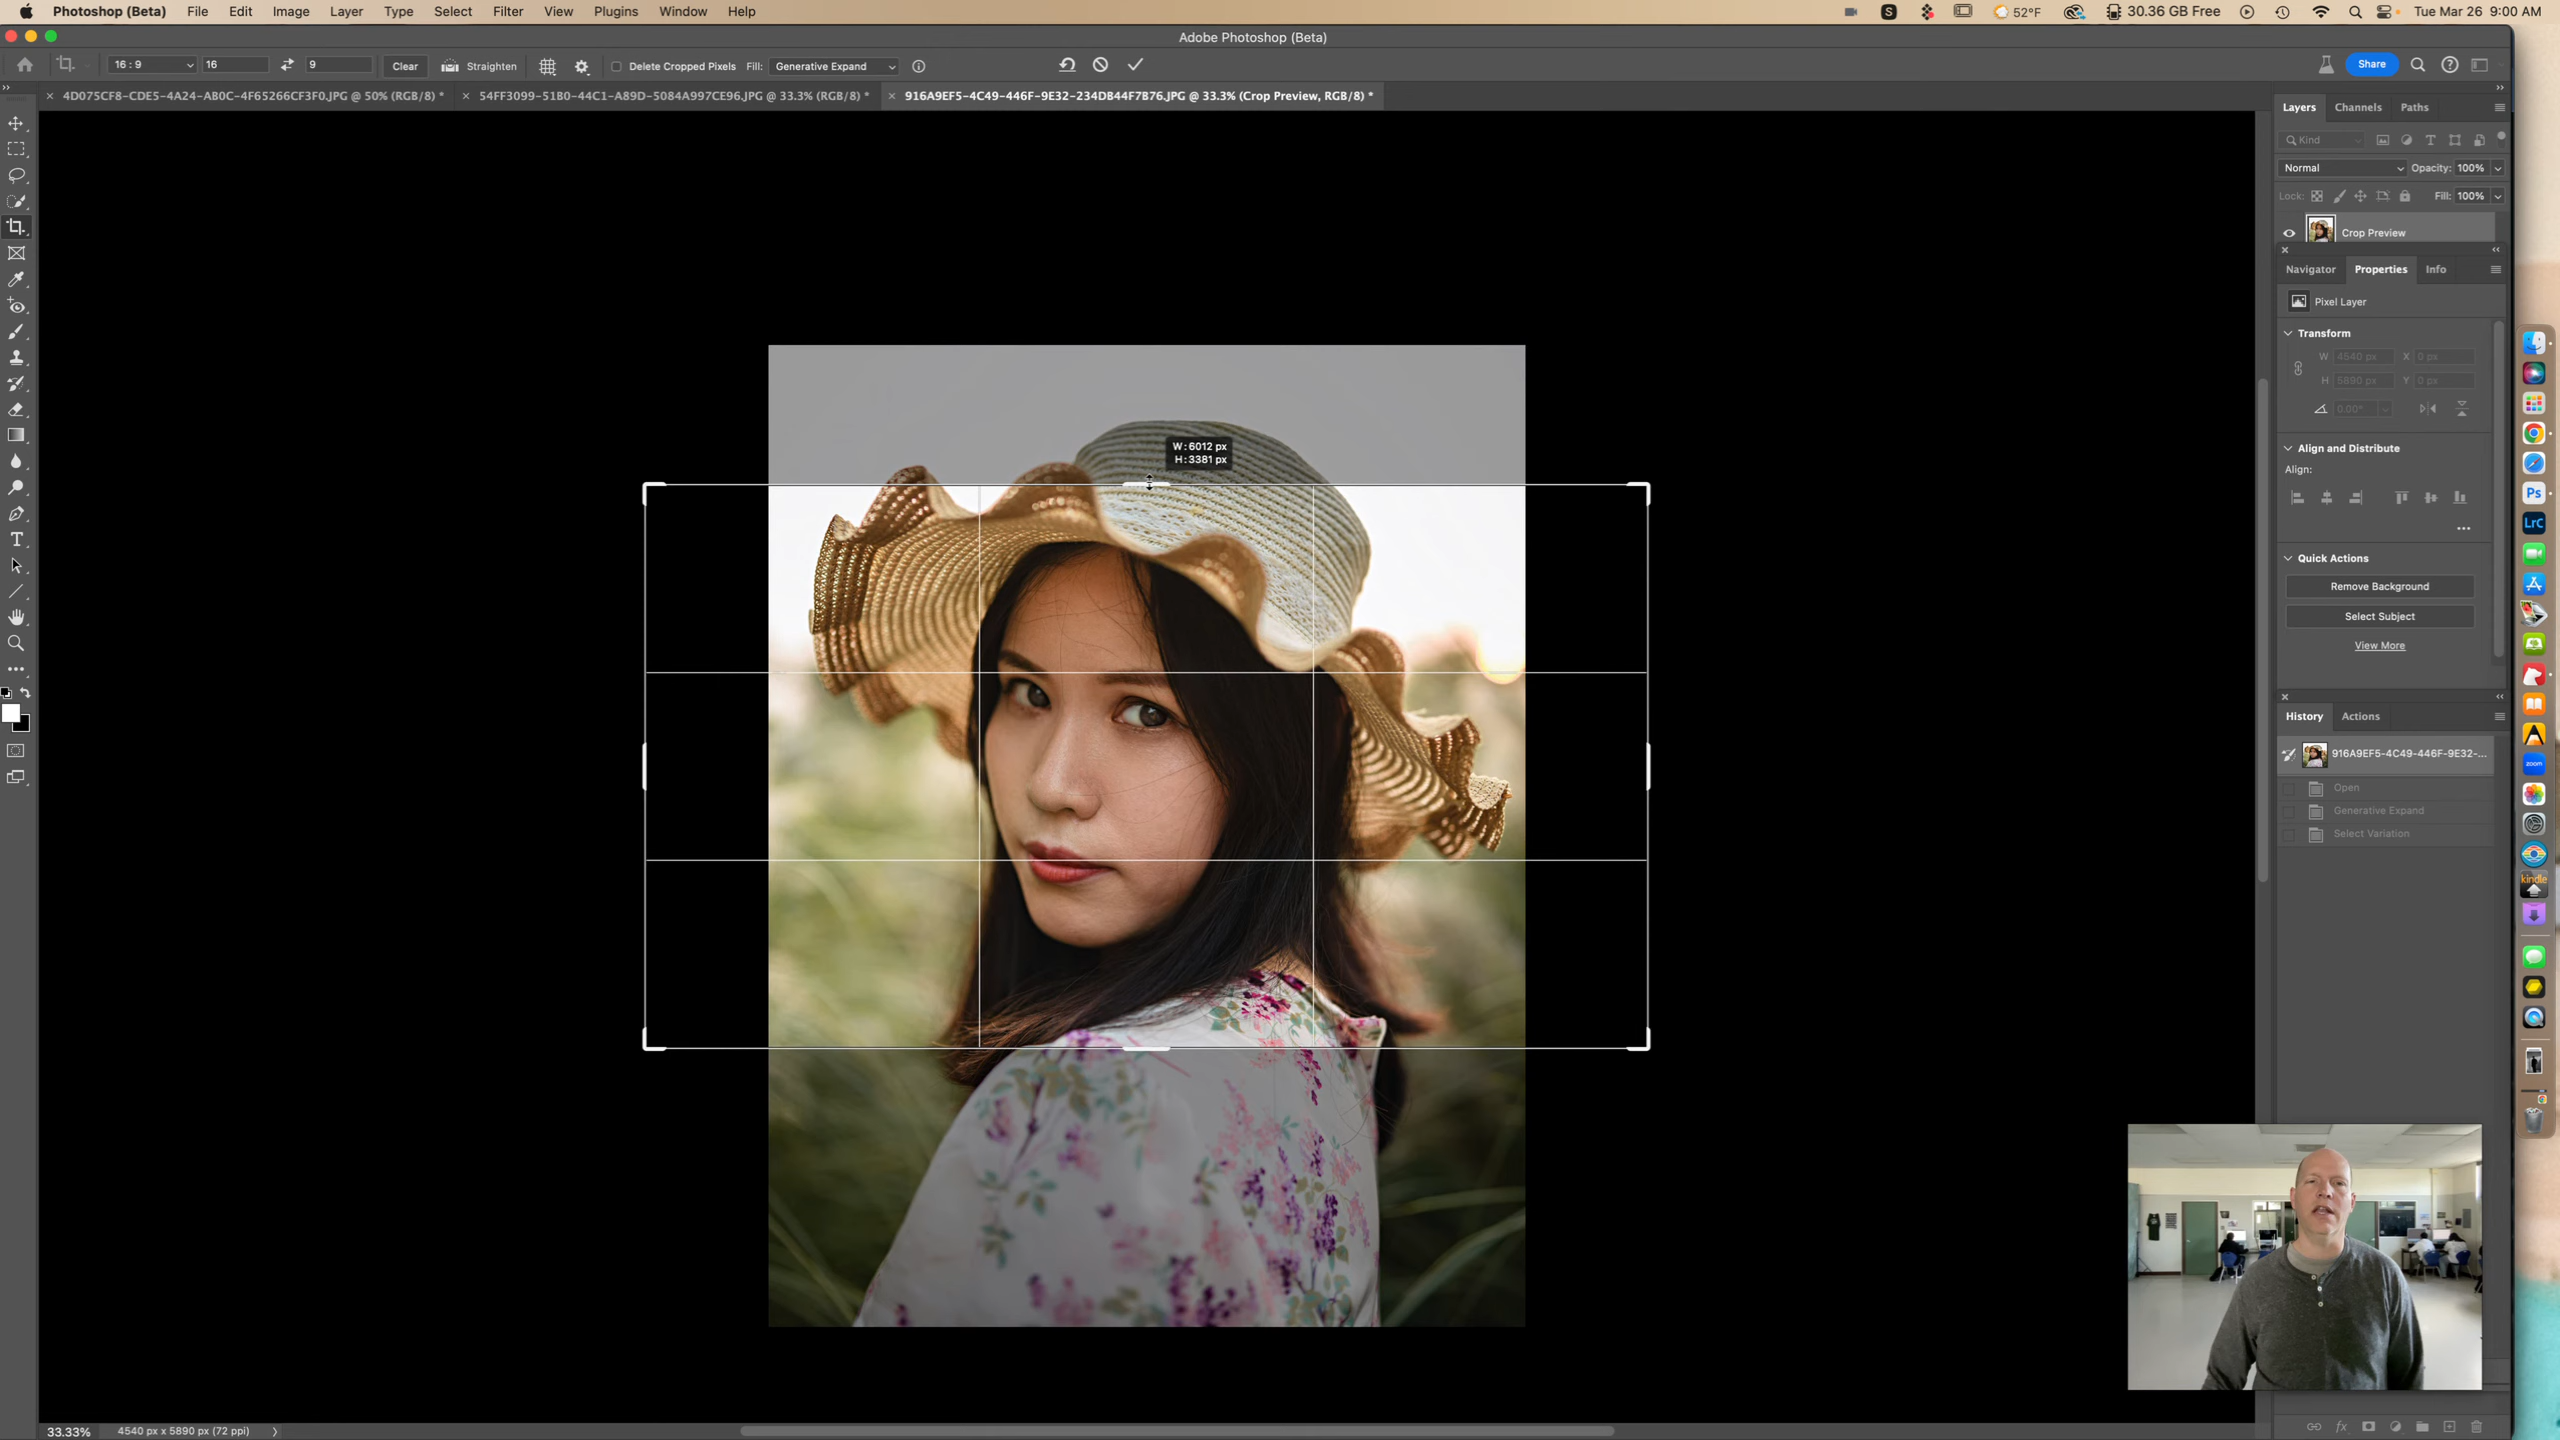 Photoshop (Beta) File Edit Image Layer Type Select Filter View Plugins Window Help
S 52°F 30.36 GB Free Tue Mar 26 9:00 AM
Adobe Photoshop (Beta)
16 : 9 16 9 Clear Straighten Delete Cropped Pixels Fill: Generative Expand Share
4D075CF8-CDE5-4A24-AB0C-4F65266CF3F0.JPG @ 50% (RGB/8) *
54FF3099-51B0-44C1-A89D-5084A997CE96.JPG @ 33.3% (RGB/8) *
916A9EF5-4C49-446F-9E32-234DB44F7B76.JPG @ 33.3% (Crop Preview, RGB/8) *
Layers Channels Paths
Kind
Normal Opacity: 100%
Lock: Fill: 100%
Crop Preview
Navigator Properties Info
Pixel Layer
Transform
W 4540 px X 0 px
H 5890 px Y 0 px
0.00°
Align and Distribute
Align:
Quick Actions
Remove Background
Select Subject
View More
History Actions
916A9EF5-4C49-446F-9E32-...
Open
Generative Expand
Select Variation
W: 6012 px
H: 3381 px
Ps
LrC
zoom
kindle
33.33% 4540 px x 5890 px (72 ppi)
fx